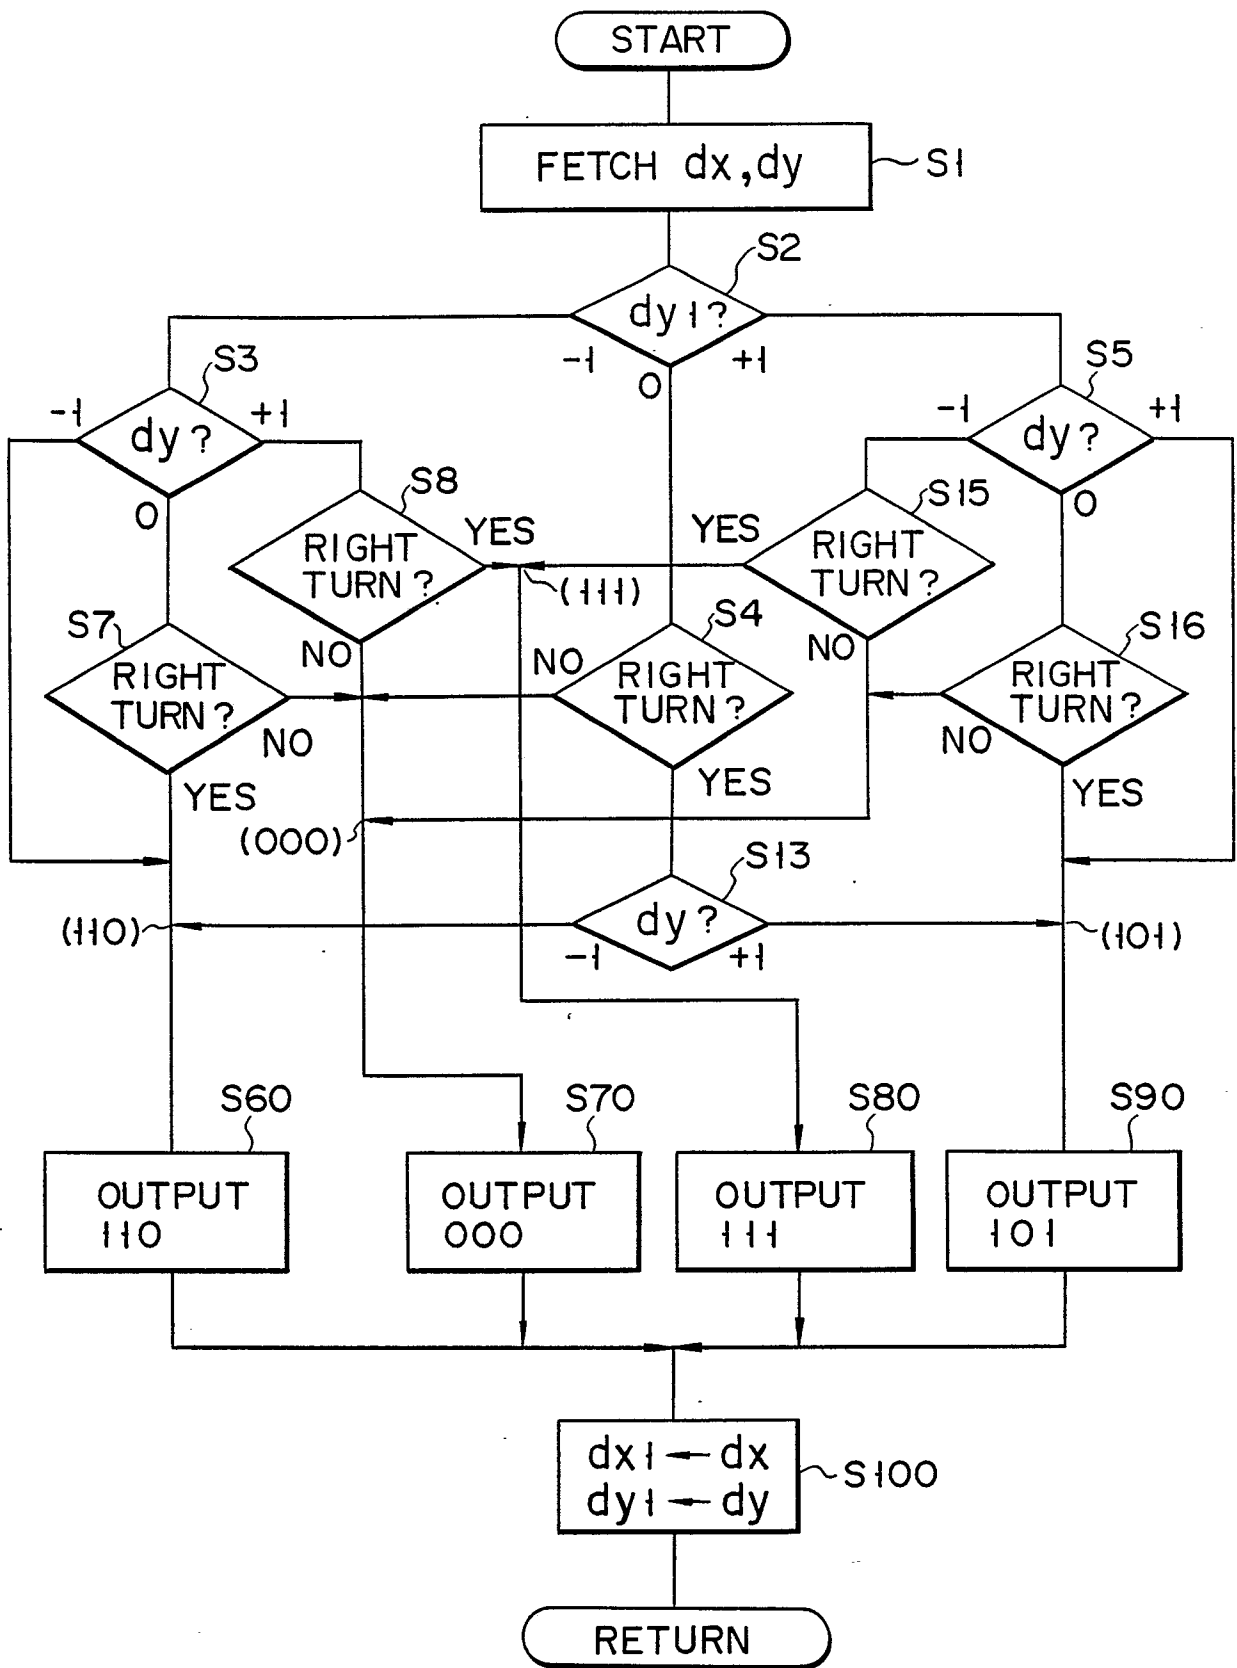 START
FETCH dx,dy
S1
S2
dy1?
-1
0
+1
S3
-1
+1
dy?
0
S5
-1
+1
dy?
0
S8
RIGHT
TURN?
YES
NO
(111)
S15
YES
RIGHT
TURN?
NO
S7
RIGHT
TURN?
NO
YES
S4
NO
RIGHT
TURN?
YES
S16
RIGHT
TURN?
NO
YES
(000)
S13
dy?
-1
+1
(110)
(101)
S60
OUTPUT
110
S70
OUTPUT
000
S80
OUTPUT
111
S90
OUTPUT
101
dx1 ← dx
dy1 ← dy
S100
RETURN